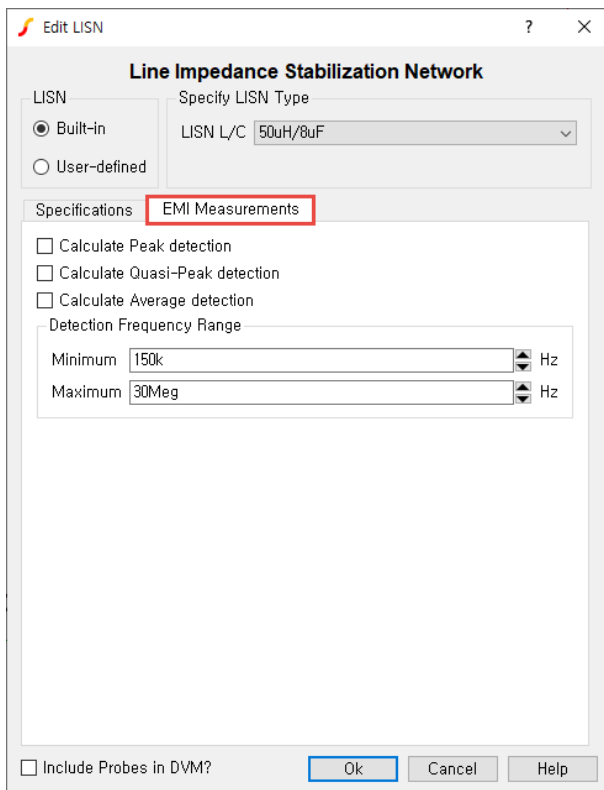 Edit LISN ? ×
Line Impedance Stabilization Network
LISN
Specify LISN Type
Built-in
LISN L/C 50uH/8uF
User-defined
Specifications EMI Measurements
Calculate Peak detection
Calculate Quasi-Peak detection
Calculate Average detection
Detection Frequency Range
Minimum 150k Hz
Maximum 30Meg Hz
Include Probes in DVM? Ok Cancel Help